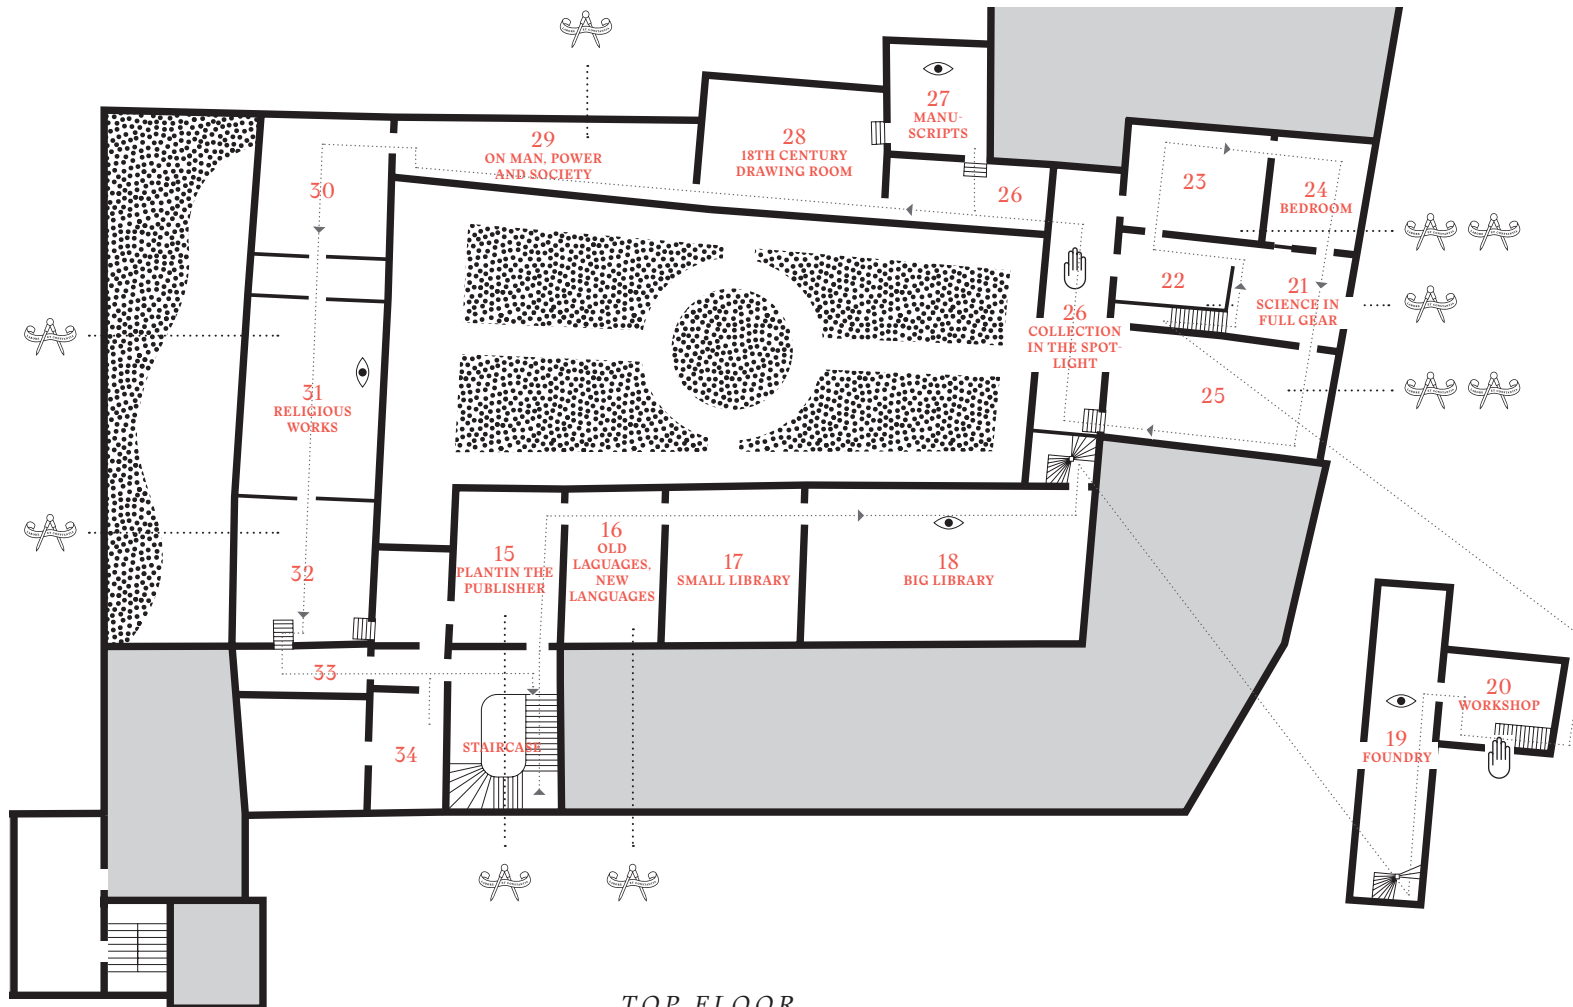 27
MANU-
SCRIPTS
29
ON MAN, POWER
AND SOCIETY
28
18TH CENTURY
DRAWING ROOM
30
26
23
24
BEDROOM
22
21
SCIENCE IN
FULL GEAR
26
COLLECTION
IN THE SPOT-
LIGHT
25
31
RELIGIOUS
WORKS
32
15
PLANTIN THE
PUBLISHER
16
OLD
LAGUAGES,
NEW
LANGUAGES
17
SMALL LIBRARY
18
BIG LIBRARY
33
34
STAIRCASE
20
WORKSHOP
19
FOUNDRY
TOP FLOOR